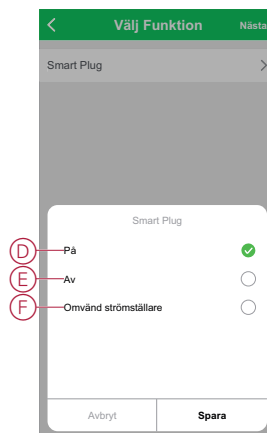 Välj Funktion
Nästa
Smart Plug
Smart Plug
D
På
E
Av
F
Omvänd strömställare
Avbryt
Spara